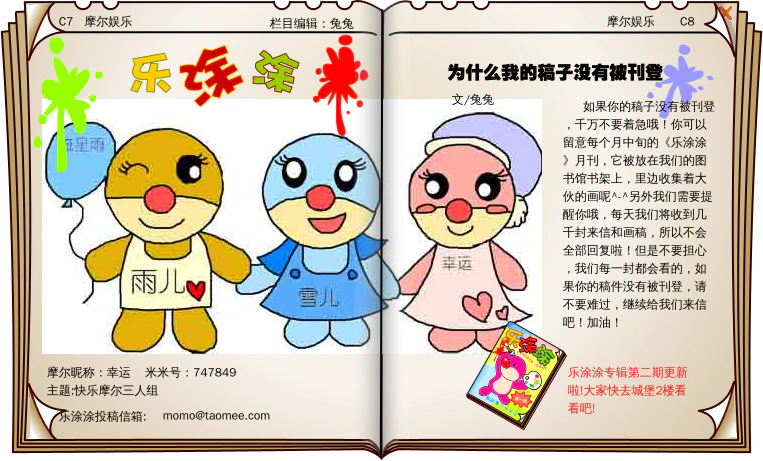 C7 摩尔娱乐
栏目编辑：兔兔
乐涂涂
流星雨
雨儿
雪儿
幸运
摩尔昵称：幸运 米米号：747849
主题:快乐摩尔三人组
乐涂涂投稿信箱: momo@taomee.com
摩尔娱乐 C8
为什么我的稿子没有被刊登
文/兔兔
如果你的稿子没有被刊登
，千万不要着急哦！你可以
留意每个月中旬的《乐涂涂
》月刊，它被放在我们的图
书馆书架上，里边收集着大
伙的画呢^-^另外我们需要提
醒你哦，每天我们将收到几
千封来信和画稿，所以不会
全部回复啦！但是不要担心
，我们每一封都会看的，如
果你的稿件没有被刊登，请
不要难过，继续给我们来信
吧！加油！
乐涂涂
乐涂涂专辑第二期更新
啦!大家快去城堡2楼看
看吧!